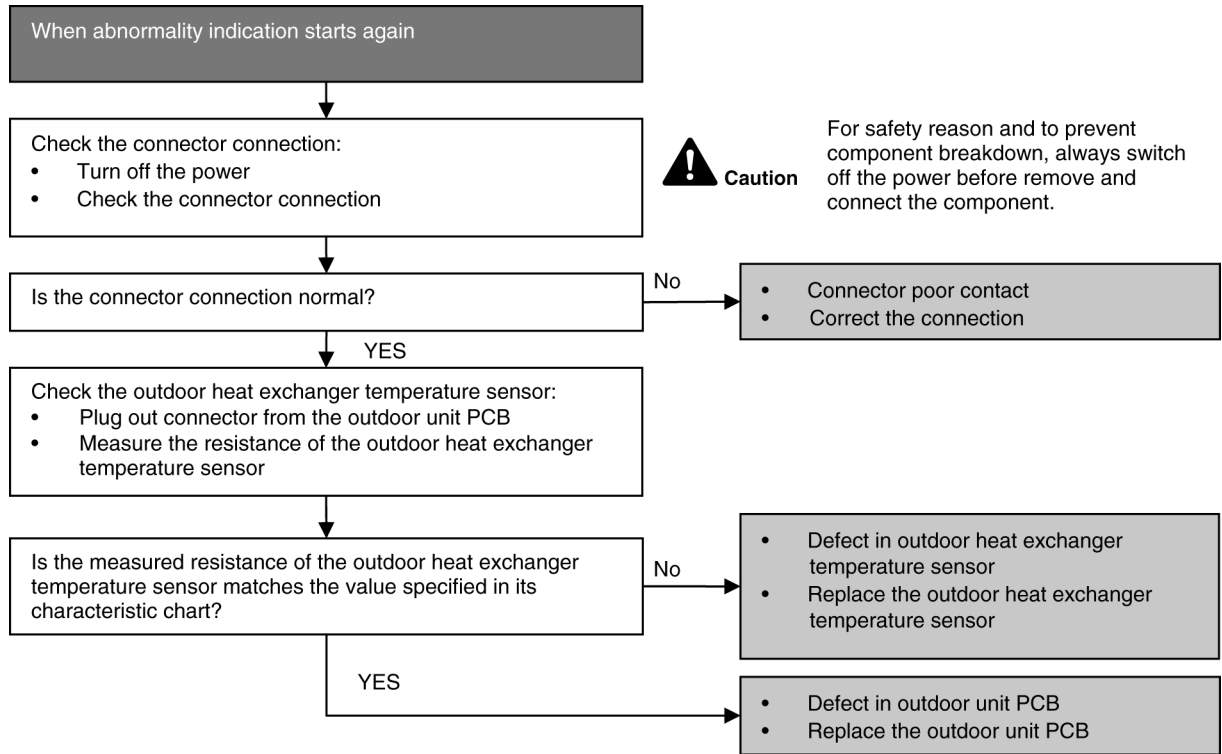 When abnormality indication starts again
Check the connector connection:
• Turn off the power
• Check the connector connection
Caution
For safety reason and to prevent
component breakdown, always switch
off the power before remove and
connect the component.
Is the connector connection normal?
No
• Connector poor contact
• Correct the connection
YES
Check the outdoor heat exchanger temperature sensor:
• Plug out connector from the outdoor unit PCB
• Measure the resistance of the outdoor heat exchanger
temperature sensor
Is the measured resistance of the outdoor heat exchanger
temperature sensor matches the value specified in its
characteristic chart?
No
• Defect in outdoor heat exchanger
temperature sensor
• Replace the outdoor heat exchanger
temperature sensor
YES
• Defect in outdoor unit PCB
• Replace the outdoor unit PCB